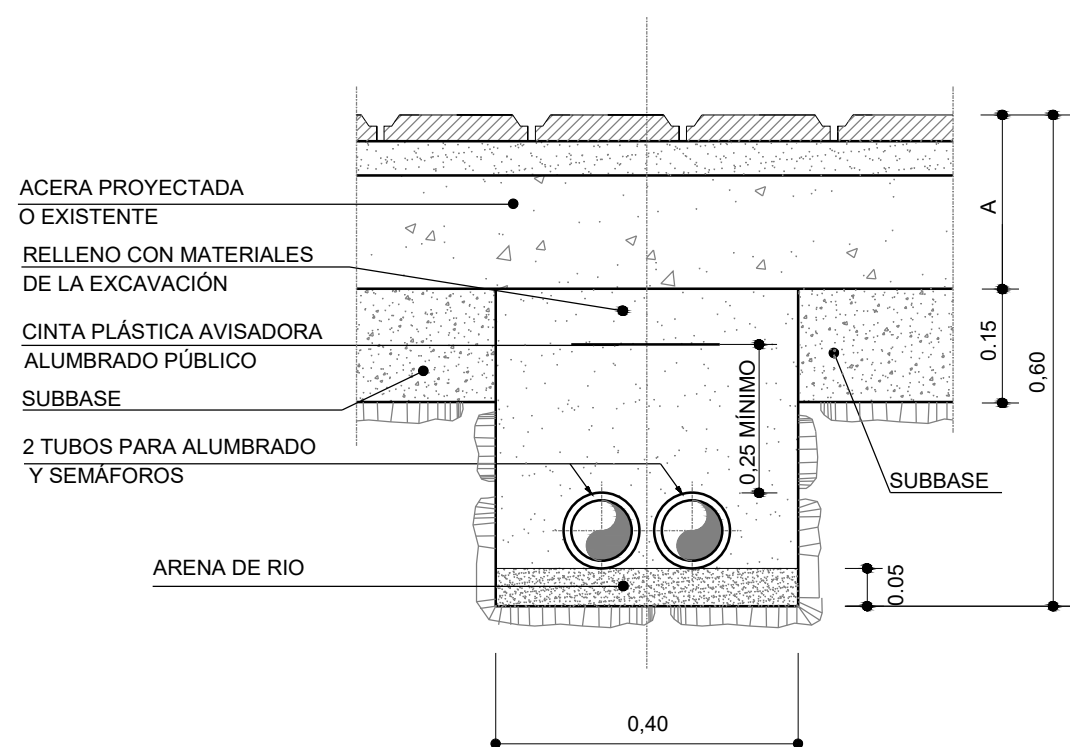 ACERA PROYECTADA
O EXISTENTE
RELLENO CON MATERIALES
DE LA EXCAVACIÓN
CINTA PLÁSTICA AVISADORA
ALUMBRADO PÚBLICO
SUBBASE
2 TUBOS PARA ALUMBRADO
Y SEMÁFOROS
ARENA DE RIO
0,25 MÍNIMO
SUBBASE
A
0.15
0,60
0.05
0,40